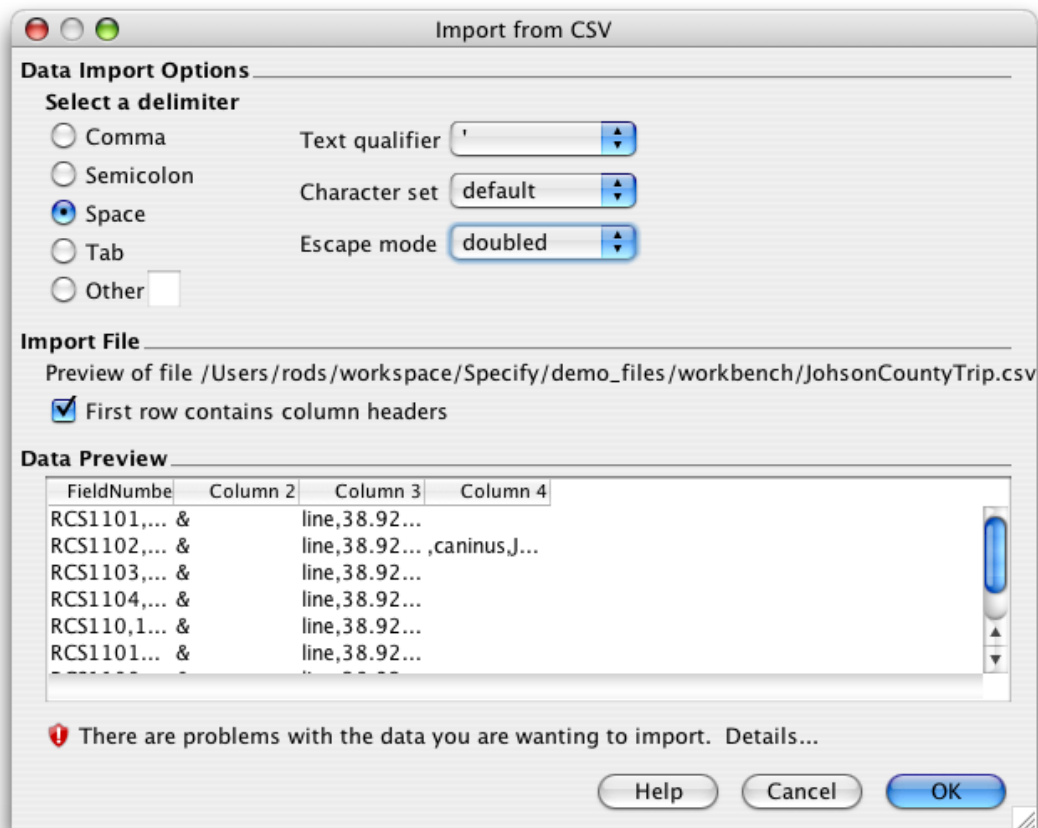 Import from CSV
Data Import Options
Select a delimiter
Comma
Semicolon
Space
Tab
Other
Text qualifier '
Character set default
Escape mode doubled
Import File
Preview of file /Users/rods/workspace/Specify/demo_files/workbench/JohsonCountyTrip.csv
First row contains column headers
Data Preview
FieldNumbe Column 2 Column 3 Column 4
RCS1101,... & line,38.92...
RCS1102,... & line,38.92... ,caninus,J...
RCS1103,... & line,38.92...
RCS1104,... & line,38.92...
RCS110,1... & line,38.92...
RCS1101... & line,38.92...
There are problems with the data you are wanting to import. Details...
Help Cancel OK